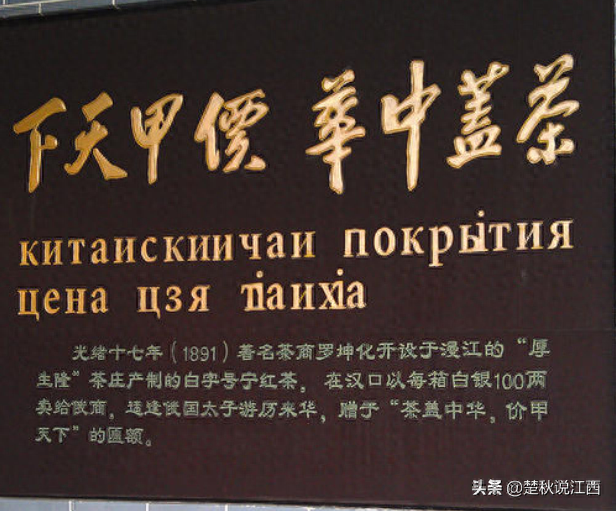 茶蓋中華 價甲天下
китаискиичаи покрытия
цена цзя тiаихiа
光绪十七年（1891）著名茶商罗坤化开设于漫江的“厚
生隆”茶庄产制的白字号宁红茶，在汉口以每箱白银100两
卖给俄商，适逢俄国太子游历来华，赠于“茶盖中华，价甲
天下”的匾额。
头条 @楚秋说江西